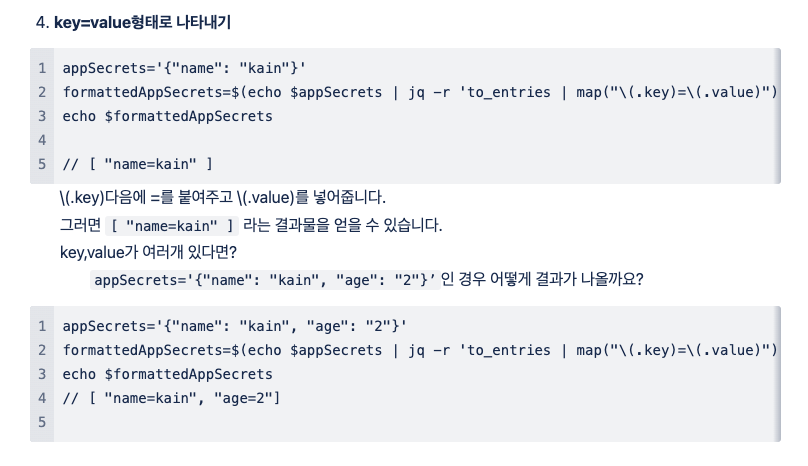 4. key=value형태로 나타내기
1 appSecrets='{"name": "kain"}'
2 formattedAppSecrets=$(echo $appSecrets | jq -r 'to_entries | map("\(.key)=\(.value)")
3 echo $formattedAppSecrets
4
5 // [ "name=kain" ]
\(.key)다음에 =를 붙여주고 \(.value)를 넣어줍니다.
그러면 [ "name=kain" ] 라는 결과물을 얻을 수 있습니다.
key,value가 여러개 있다면?
appSecrets='{"name": "kain", "age": "2"}’ 인 경우 어떻게 결과가 나올까요?
1 appSecrets='{"name": "kain", "age": "2"}'
2 formattedAppSecrets=$(echo $appSecrets | jq -r 'to_entries | map("\(.key)=\(.value)")
3 echo $formattedAppSecrets
4 // [ "name=kain", "age=2"]
5